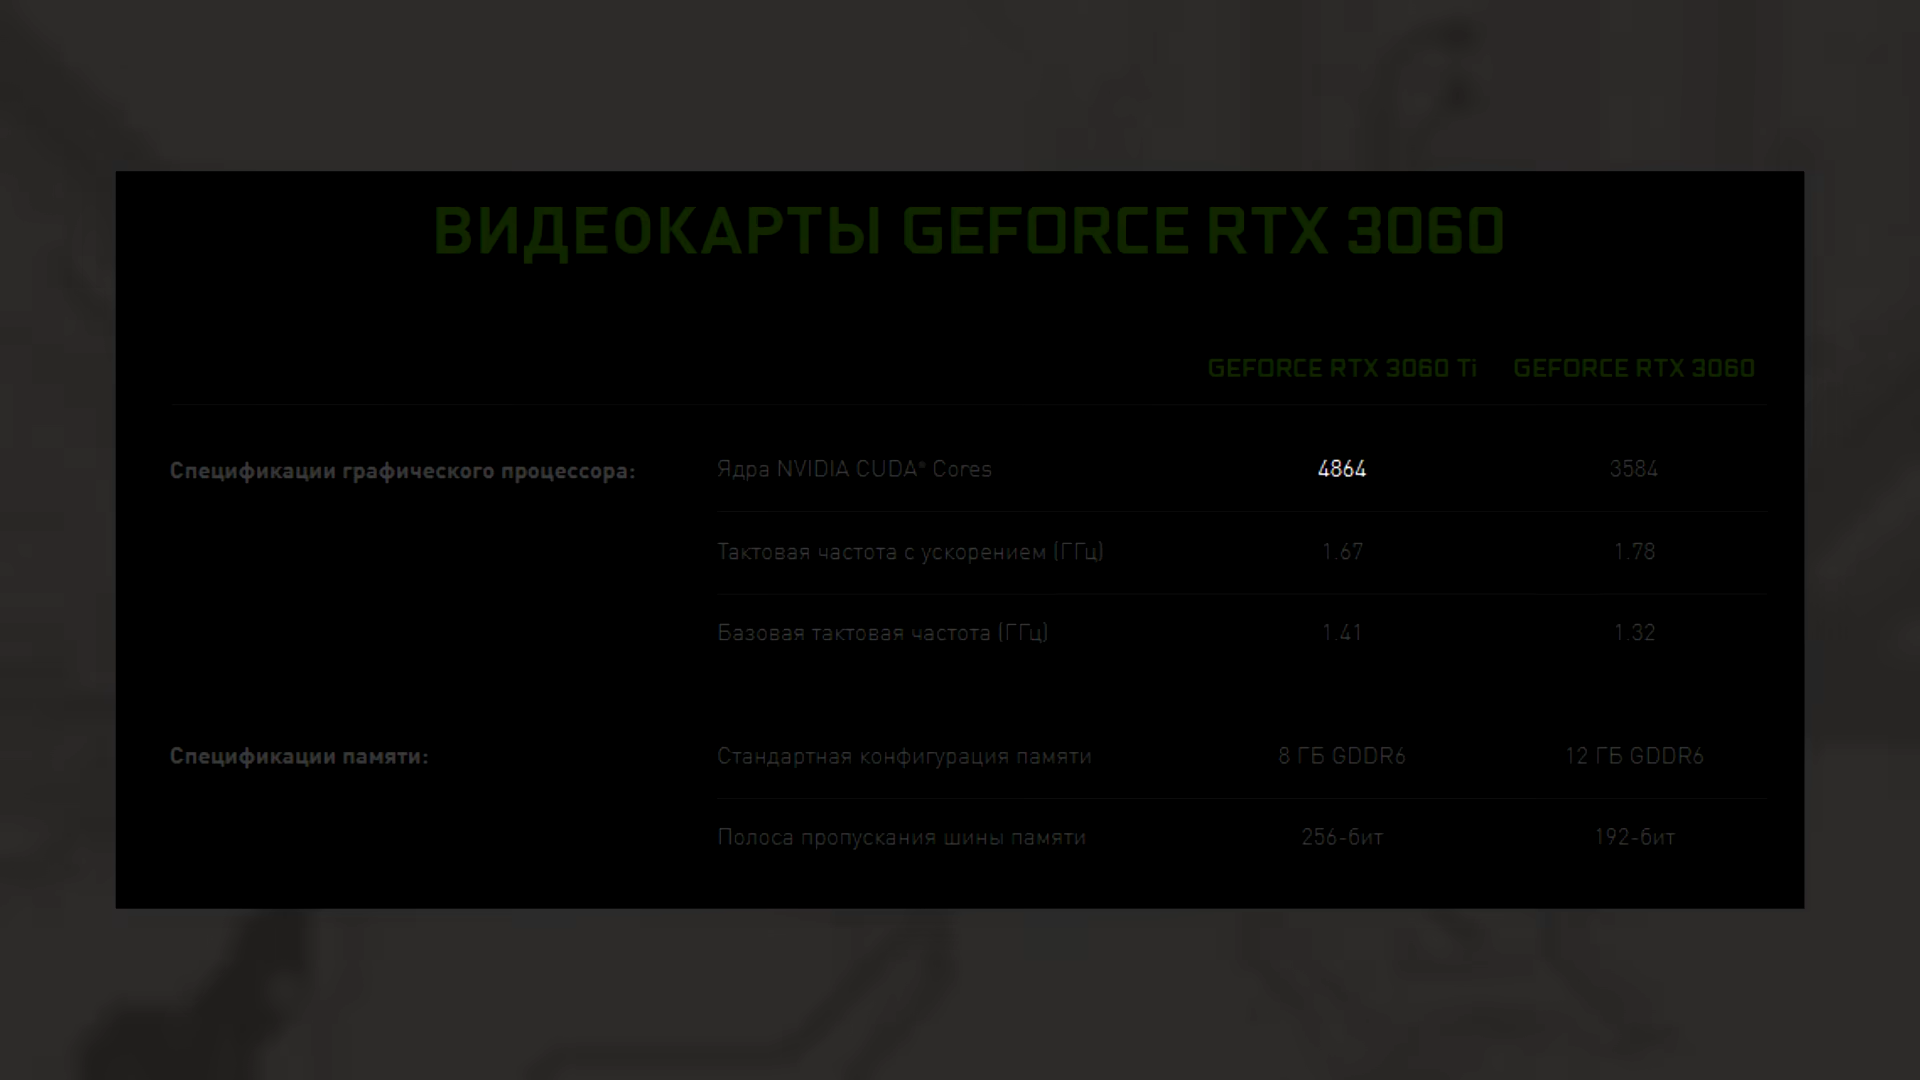 ВИДЕОКАРТЫ GEFORCE RTX 3060
GEFORCE RTX 3060 Ti GEFORCE RTX 3060
Спецификации графического процессора: Ядра NVIDIA CUDA® Cores 4864 3584
Тактовая частота с ускорением (ГГц) 1.67 1.78
Базовая тактовая частота (ГГц) 1.41 1.32
Спецификации памяти: Стандартная конфигурация памяти 8 ГБ GDDR6 12 ГБ GDDR6
Полоса пропускания шины памяти 256-бит 192-бит